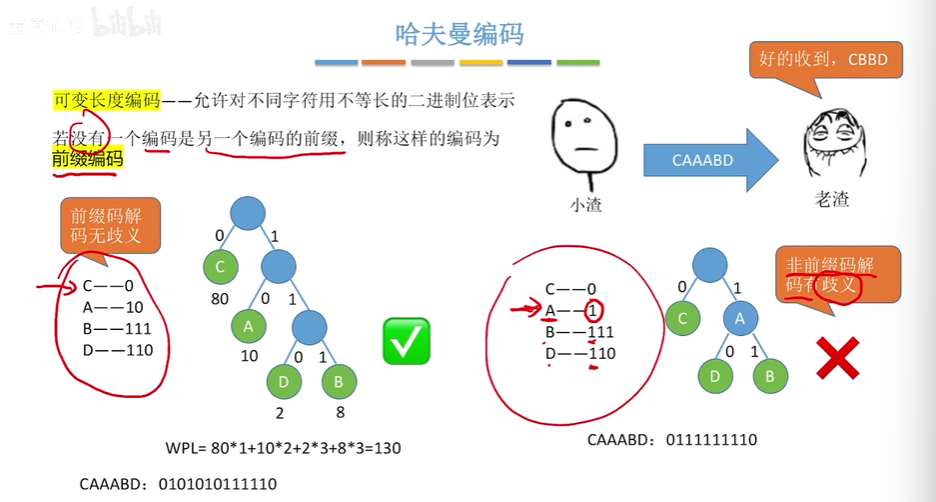 bilibili
哈夫曼编码
好的收到，CBBD
可变长度编码——允许对不同字符用不等长的二进制位表示
若没有一个编码是另一个编码的前缀，则称这样的编码为
前缀编码
CAAABD
小渣
老渣
前缀码解
码无歧义
C——0
A——10
B——111
D——110
0
1
C
80
0
1
A
10
0
1
D
B
2
8
WPL= 80*1+10*2+2*3+8*3=130
CAAABD：0101010111110
C——0
A——1
B——111
D——110
0
1
C
A
0
1
D
B
非前缀码解
码有歧义
CAAABD：0111111110